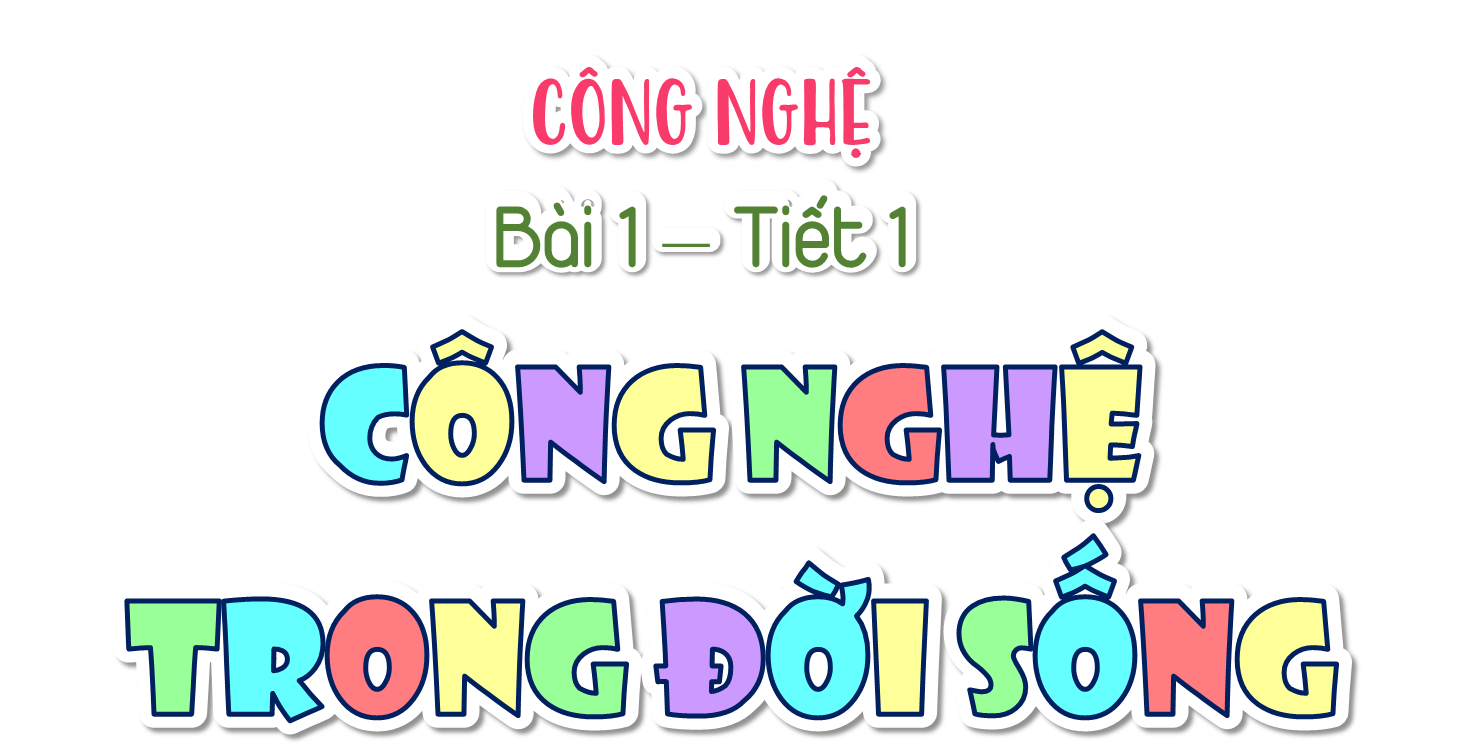 CÔNG NGHỆ
Bài 1 – Tiết 1
CÔNG NGHỆ
TRONG ĐỜI SỐNG